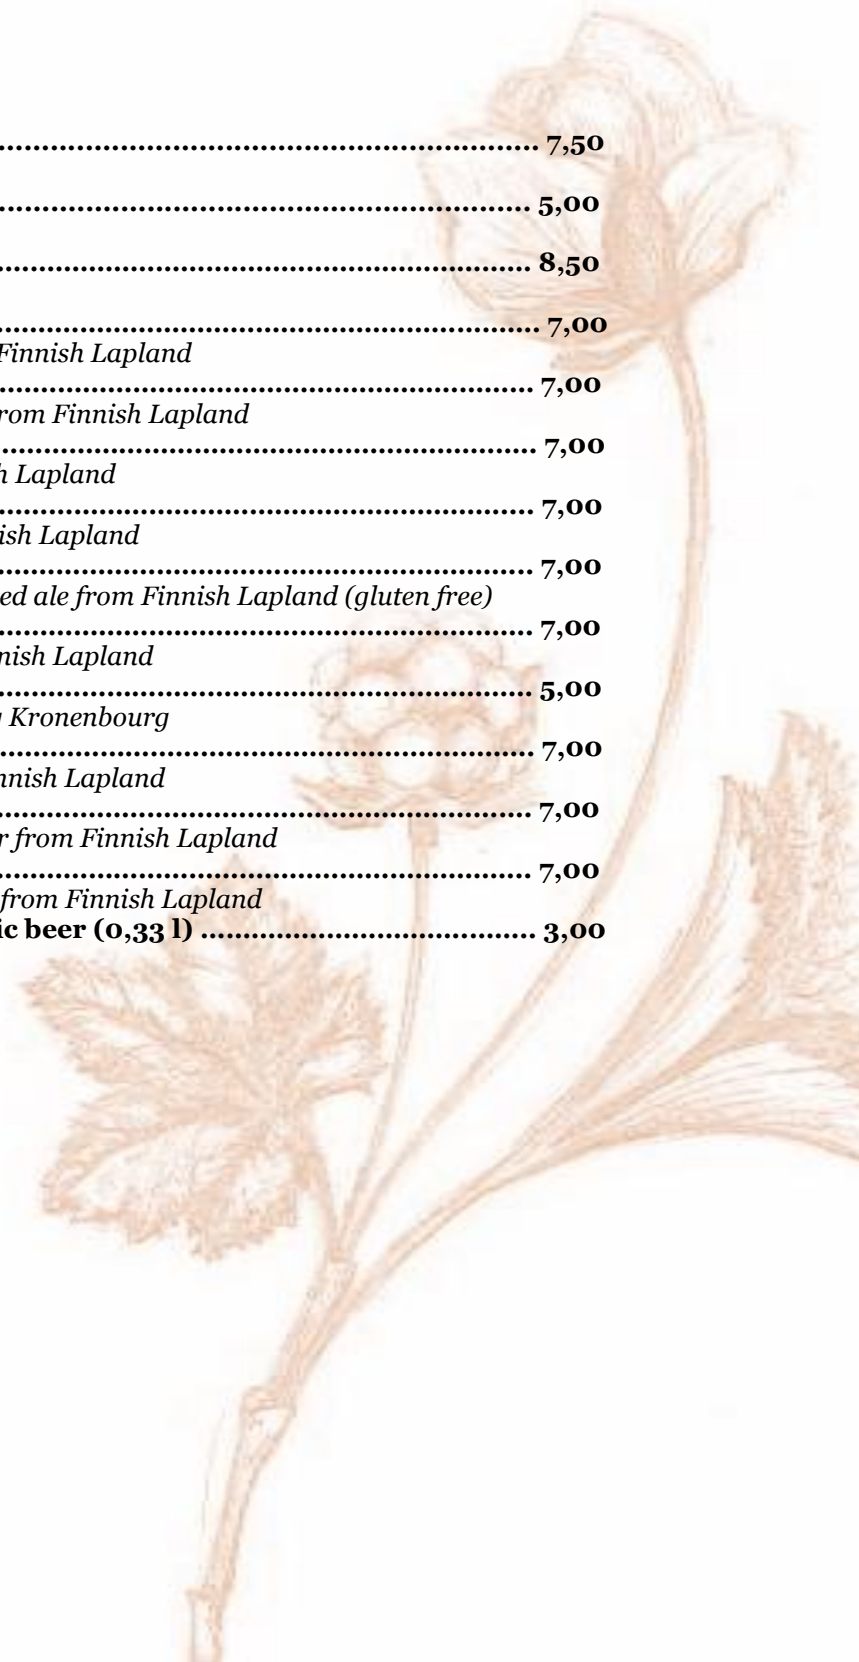 .......................................................................... 7,50
......................................................................... 5,00
......................................................................... 8,50
.......................................................................... 7,00
Finnish Lapland
......................................................................... 7,00
from Finnish Lapland
......................................................................... 7,00
Lapland
......................................................................... 7,00
Lapland
......................................................................... 7,00
ed ale from Finnish Lapland (gluten free)
......................................................................... 7,00
nish Lapland
......................................................................... 5,00
Kronenbourg
......................................................................... 7,00
nnish Lapland
......................................................................... 7,00
r from Finnish Lapland
......................................................................... 7,00
from Finnish Lapland
ic beer (0,33 l) .............................................. 3,00